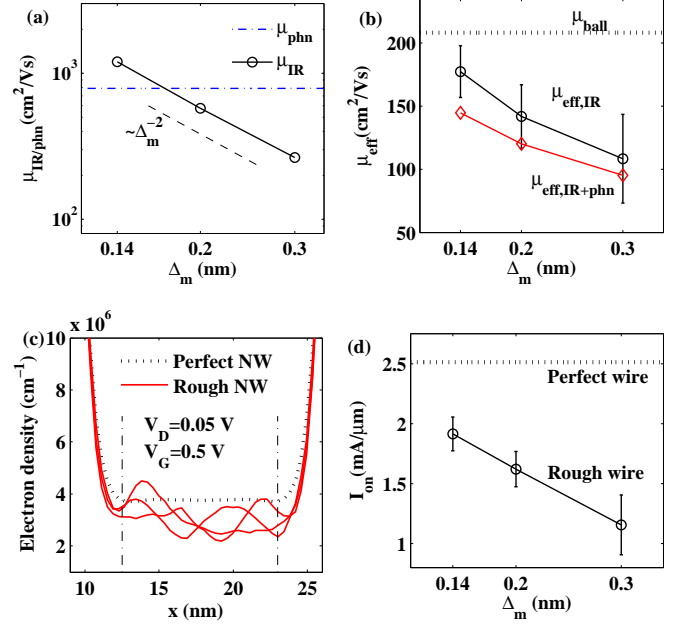 (a)
μ_phn
μ_IR
~Δ_m^-2
10^3
10^2
μ_IR/phn (cm^2/Vs)
0.14 0.2 0.3
Δ_m (nm)
(b)
μ_ball
μ_eff,IR
μ_eff,IR+phn
200
150
100
50
μ_eff (cm^2/Vs)
0.14 0.2 0.3
Δ_m (nm)
(c)
x 10^6
Perfect NW
Rough NW
V_D=0.05 V
V_G=0.5 V
10
8
6
4
2
Electron density (cm^-1)
10 15 20 25
x (nm)
(d)
Perfect wire
Rough wire
2.5
2
1.5
1
I_on (mA/μm)
0.14 0.2 0.3
Δ_m (nm)